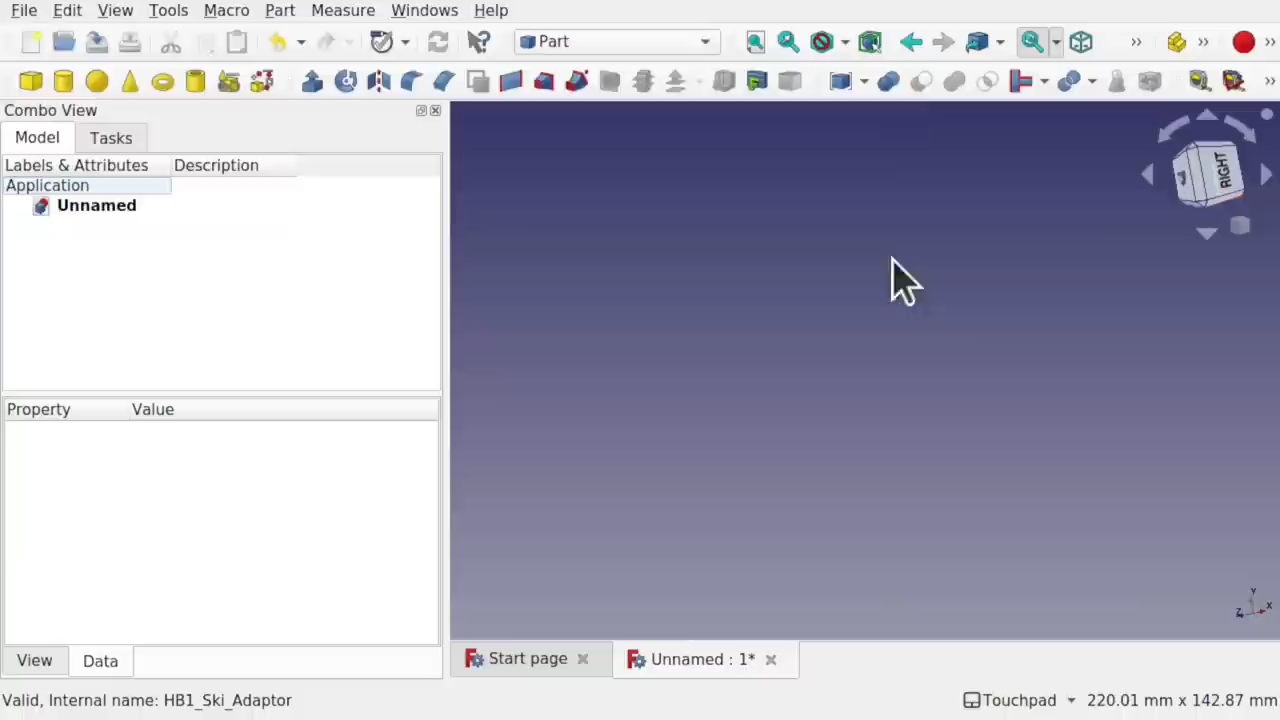 File Edit View Tools Macro Part Measure Windows Help
Part
Combo View
Model Tasks
Labels & Attributes Description
Application
Unnamed
Property Value
View Data
RIGHT
Y
X
Z
Start page
Unnamed : 1*
Valid, Internal name: HB1_Ski_Adaptor
Touchpad 220.01 mm x 142.87 mm